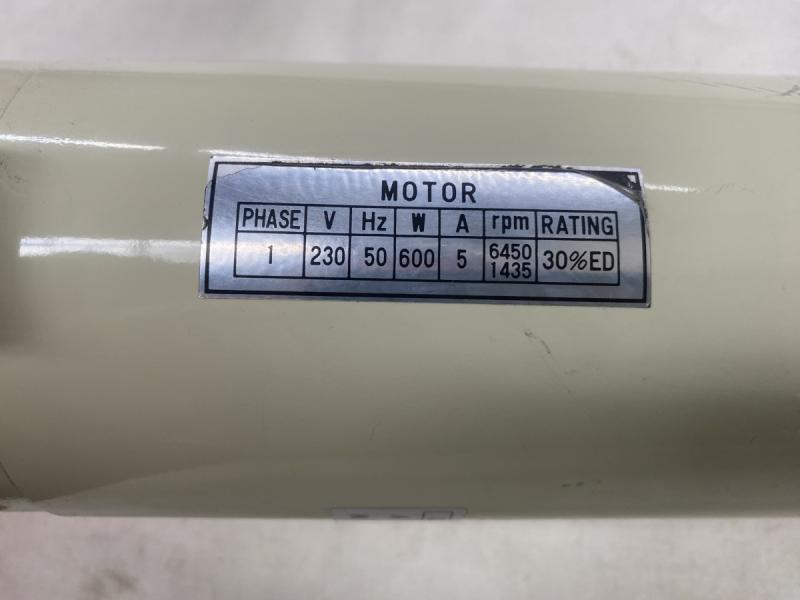 MOTOR
PHASE V Hz W A rpm RATING
1 230 50 600 5 6450 1435 30%ED